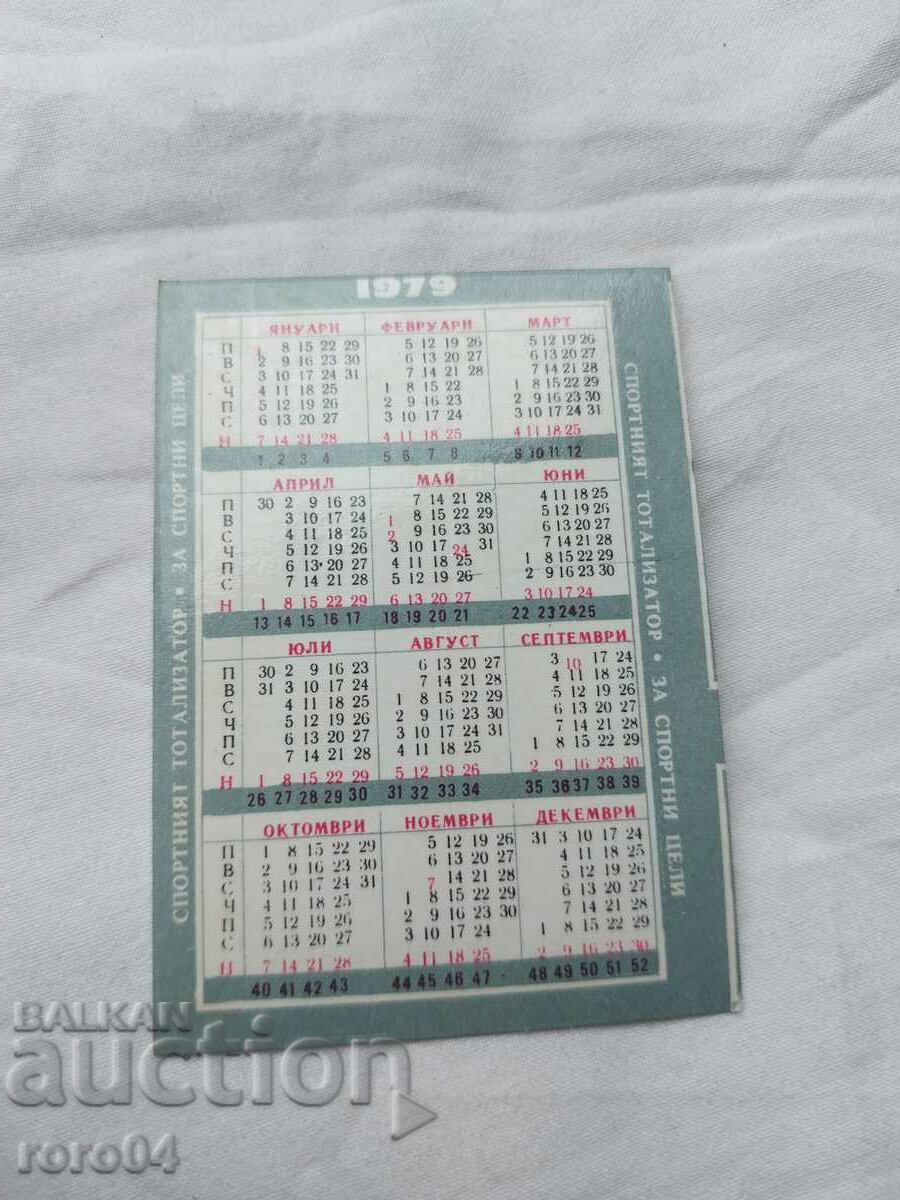 1979
СПОРТНИЯТ ТОТАЛИЗАТОР • ЗА СПОРТНИ ЦЕЛИ
ЯНУАРИ ФЕВРУАРИ МАРТ
П 1 8 15 22 29 5 12 19 26 5 12 19 26
В 2 9 16 23 30 6 13 20 27 6 13 20 27
С 3 10 17 24 31 7 14 21 28 7 14 21 28
Ч 4 11 18 25 1 8 15 22 1 8 15 22 29
П 5 12 19 26 2 9 16 23 2 9 16 23 30
С 6 13 20 27 3 10 17 24 3 10 17 24 31
Н 7 14 21 28 4 11 18 25 4 11 18 25
1 2 3 4 5 6 7 8 9 10 11 12
АПРИЛ МАЙ ЮНИ
П 30 2 9 16 23 7 14 21 28 4 11 18 25
В 3 10 17 24 1 8 15 22 29 5 12 19 26
С 4 11 18 25 2 9 16 23 30 6 13 20 27
Ч 5 12 19 26 3 10 17 24 31 7 14 21 28
П 6 13 20 27 4 11 18 25 1 8 15 22 29
С 7 14 21 28 5 12 19 26 2 9 16 23 30
Н 1 8 15 22 29 6 13 20 27 3 10 17 24
13 14 15 16 17 18 19 20 21 22 23 24 25
ЮЛИ АВГУСТ СЕПТЕМВРИ
П 30 2 9 16 23 6 13 20 27 3 10 17 24
В 31 3 10 17 24 7 14 21 28 4 11 18 25
С 4 11 18 25 1 8 15 22 29 5 12 19 26
Ч 5 12 19 26 2 9 16 23 30 6 13 20 27
П 6 13 20 27 3 10 17 24 31 7 14 21 28
С 7 14 21 28 4 11 18 25 1 8 15 22 29
Н 1 8 15 22 29 5 12 19 26 2 9 16 23 30
26 27 28 29 30 31 32 33 34 35 36 37 38 39
ОКТОМВРИ НОЕМВРИ ДЕКЕМВРИ
П 1 8 15 22 29 5 12 19 26 31 3 10 17 24
В 2 9 16 23 30 6 13 20 27 4 11 18 25
С 3 10 17 24 31 7 14 21 28 5 12 19 26
Ч 4 11 18 25 1 8 15 22 29 6 13 20 27
П 5 12 19 26 2 9 16 23 30 7 14 21 28
С 6 13 20 27 3 10 17 24 1 8 15 22 29
Н 7 14 21 28 4 11 18 25 2 9 16 23 30
40 41 42 43 44 45 46 47 48 49 50 51 52
СПОРТНИЯТ ТОТАЛИЗАТОР • ЗА СПОРТНИ ЦЕЛИ
BALKAN
auction
roro04